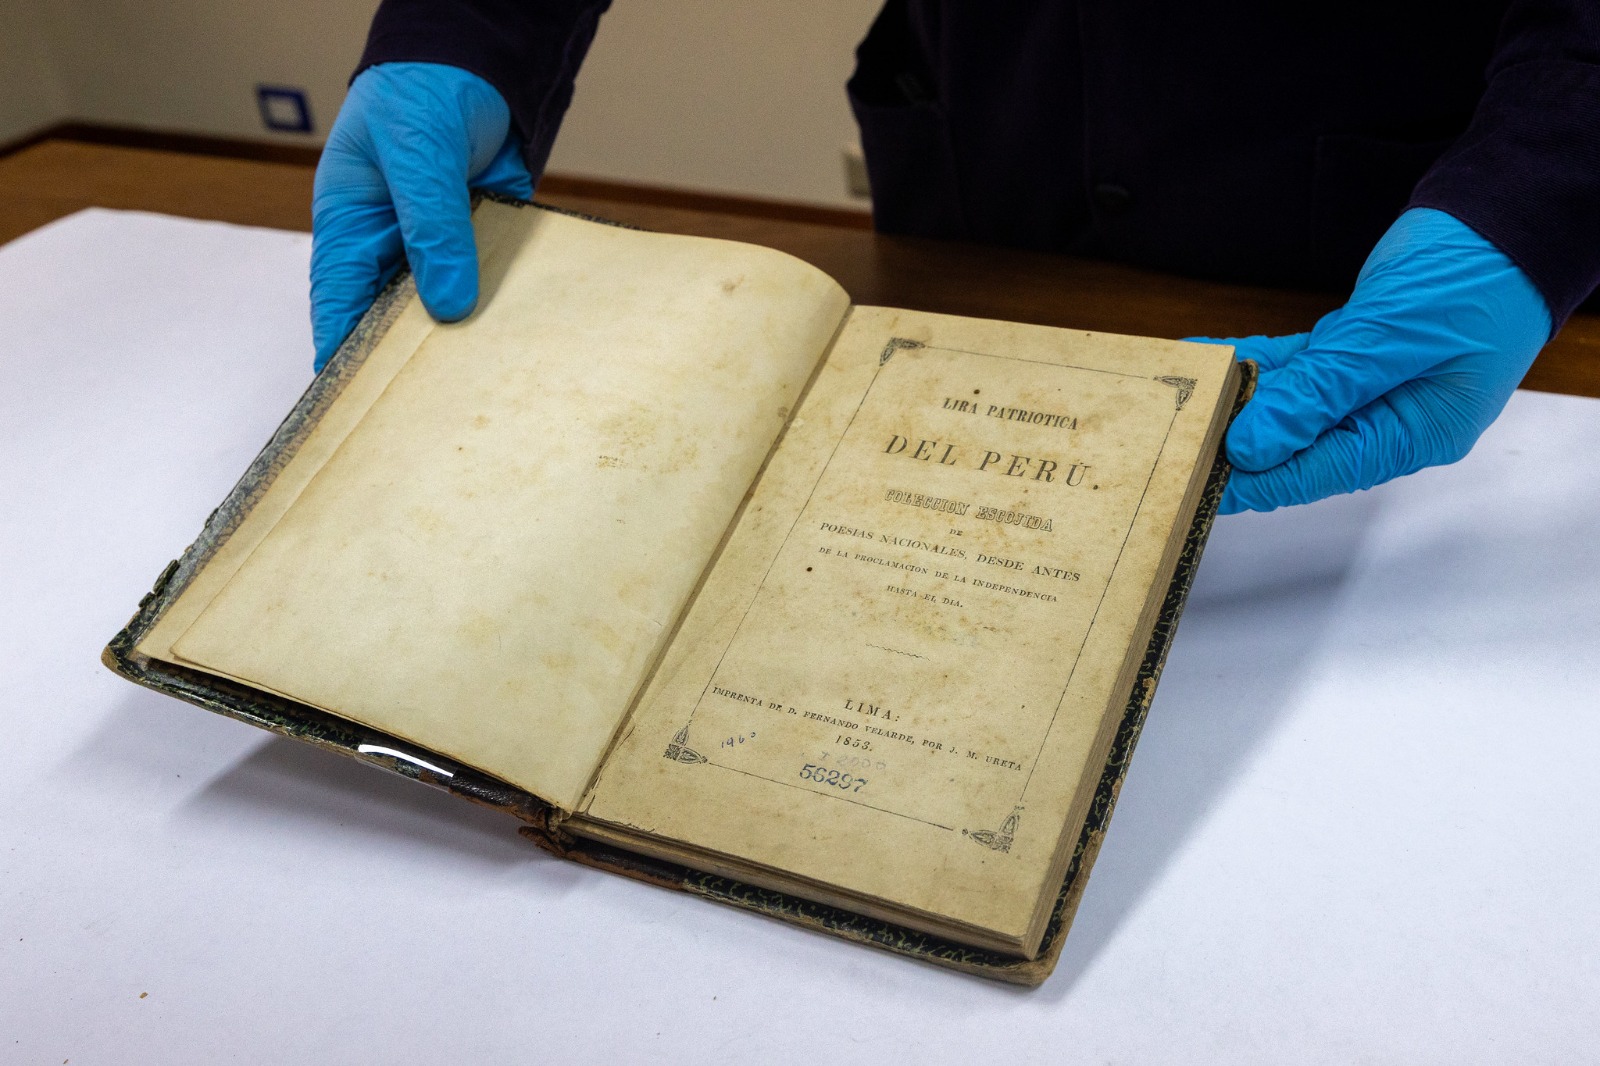 LIRA PATRIOTICA
DEL PERÚ.
COLECCION ESCOJIDA
DE
POESIAS NACIONALES, DESDE ANTES
DE LA PROCLAMACION DE LA INDEPENDENCIA
HASTA EL DIA.
LIMA:
IMPRENTA DE D. FERNANDO VELARDE, POR J. M. URETA
1853.
56297